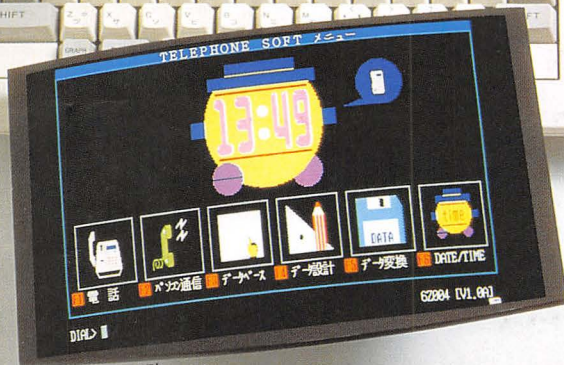 SHIFT
TELEPHONE SOFT メニュー
13:49
time
DATA
電 話
パソコン通信
データベース
データ設計
データ変換
DATE/TIME
62004 [V1.0A]
DIAL>